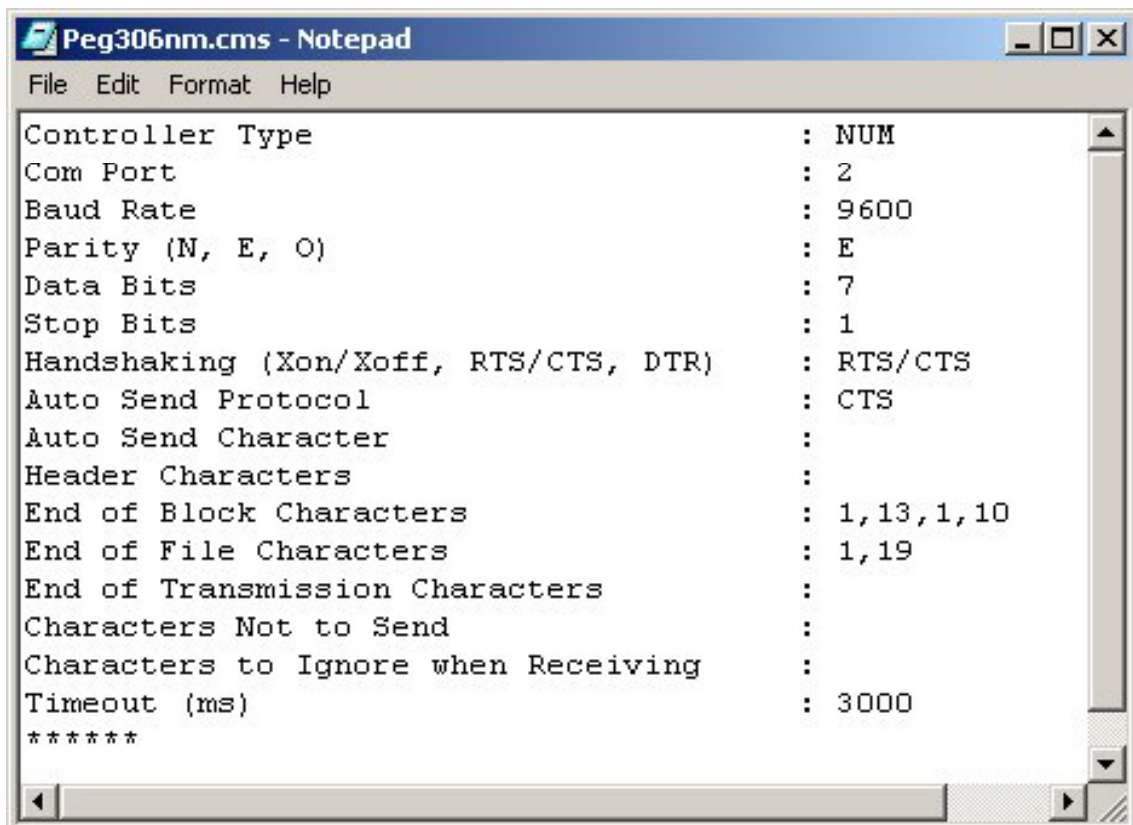 Peg306nm.cms - Notepad
File Edit Format Help
Controller Type : NUM
Com Port : 2
Baud Rate : 9600
Parity (N, E, O) : E
Data Bits : 7
Stop Bits : 1
Handshaking (Xon/Xoff, RTS/CTS, DTR) : RTS/CTS
Auto Send Protocol : CTS
Auto Send Character :
Header Characters :
End of Block Characters : 1,13,1,10
End of File Characters : 1,19
End of Transmission Characters :
Characters Not to Send :
Characters to Ignore when Receiving :
Timeout (ms) : 3000
******